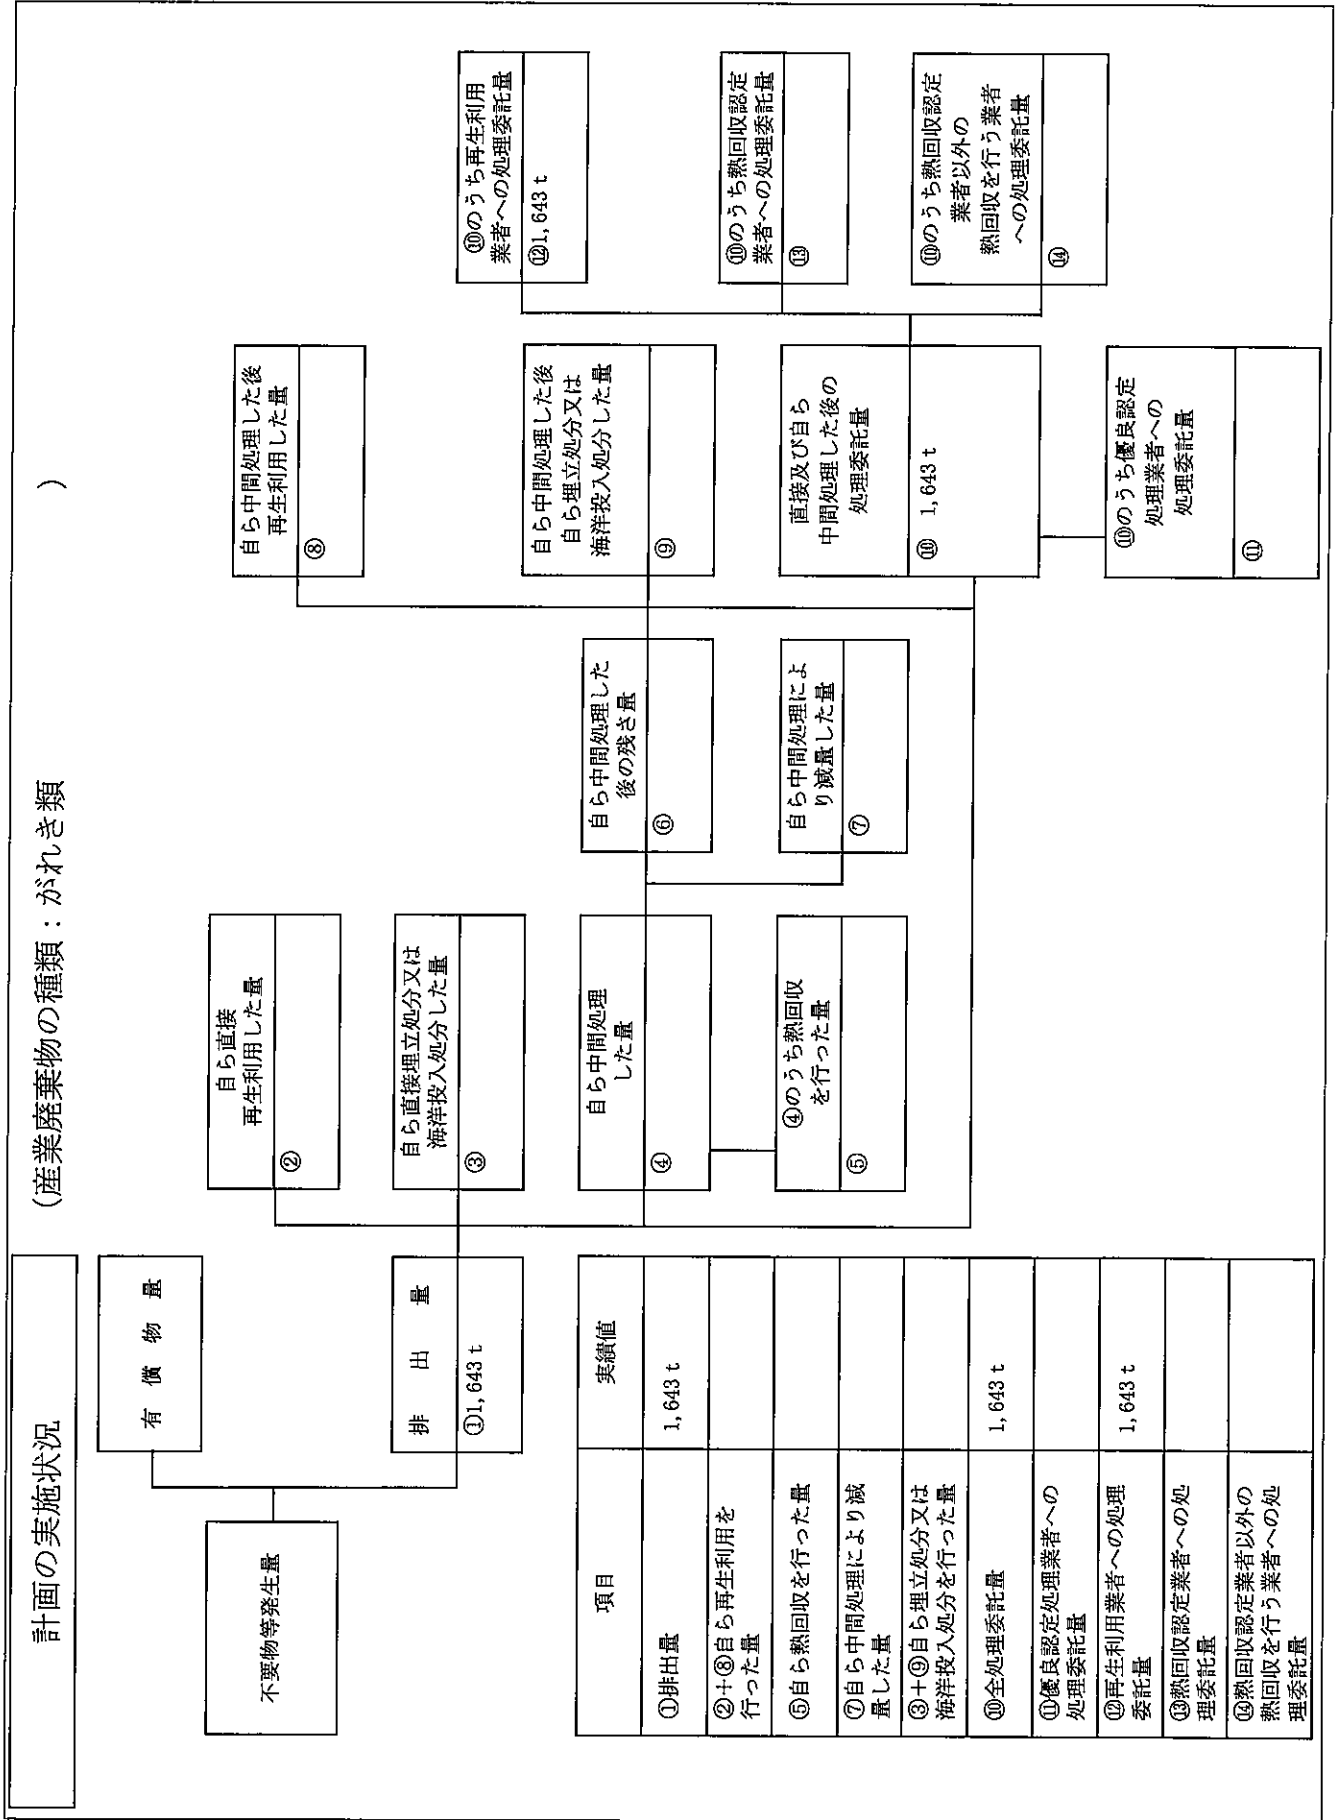 計画の実施状況
(産業廃棄物の種類：がれき類 )
不要物等発生量
有 償 物 量
排 出 量
①1,643 t
自ら直接
再生利用した量
②
自ら直接埋立処分又は
海洋投入処分した量
③
自ら中間処理
した量
④
④のうち熱回収
を行った量
⑤
自ら中間処理した
後の残さ量
⑥
自ら中間処理によ
り減量した量
⑦
自ら中間処理した後
再生利用した量
⑧
自ら中間処理した後
自ら埋立処分又は
海洋投入処分した量
⑨
直接及び自ら
中間処理した後の
処理委託量
⑩ 1,643 t
⑩のうち優良認定
処理業者への
処理委託量
⑪
⑩のうち再生利用
業者への処理委託量
⑫1,643 t
⑩のうち熱回収認定
業者への処理委託量
⑬
⑩のうち熱回収認定
業者以外の
熱回収を行う業者
への処理委託量
⑭
項目 実績値
①排出量 1,643 t
②+⑧自ら再生利用を
行った量
⑤自ら熱回収を行った量
⑦自ら中間処理により減
量した量
③+⑨自ら埋立処分又は
海洋投入処分を行った量
⑩全処理委託量 1,643 t
⑪優良認定処理業者への
処理委託量
⑫再生利用業者への処理
委託量 1,643 t
⑬熱回収認定業者への処
理委託量
⑭熱回収認定業者以外の
熱回収を行う業者への処
理委託量